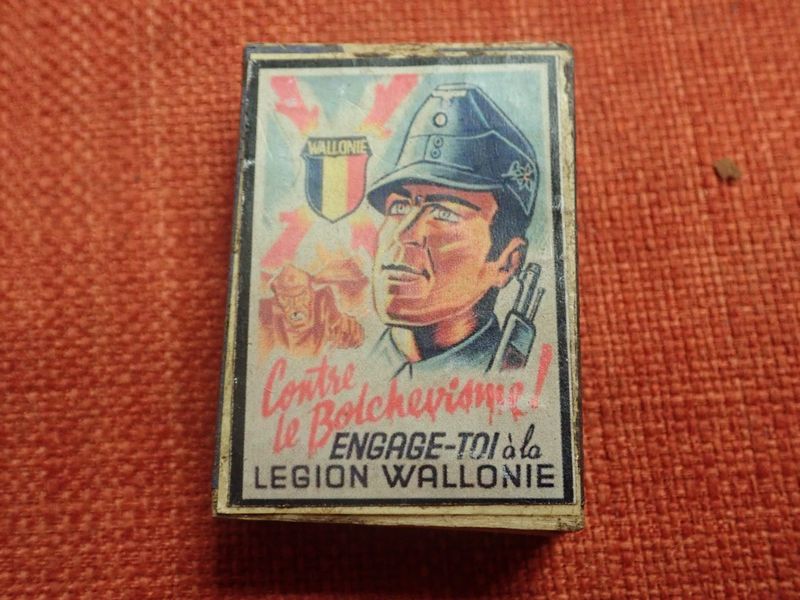 WALLONIE
Contre
le Bolchevisme!
ENGAGE-TOI à la
LEGION WALLONIE